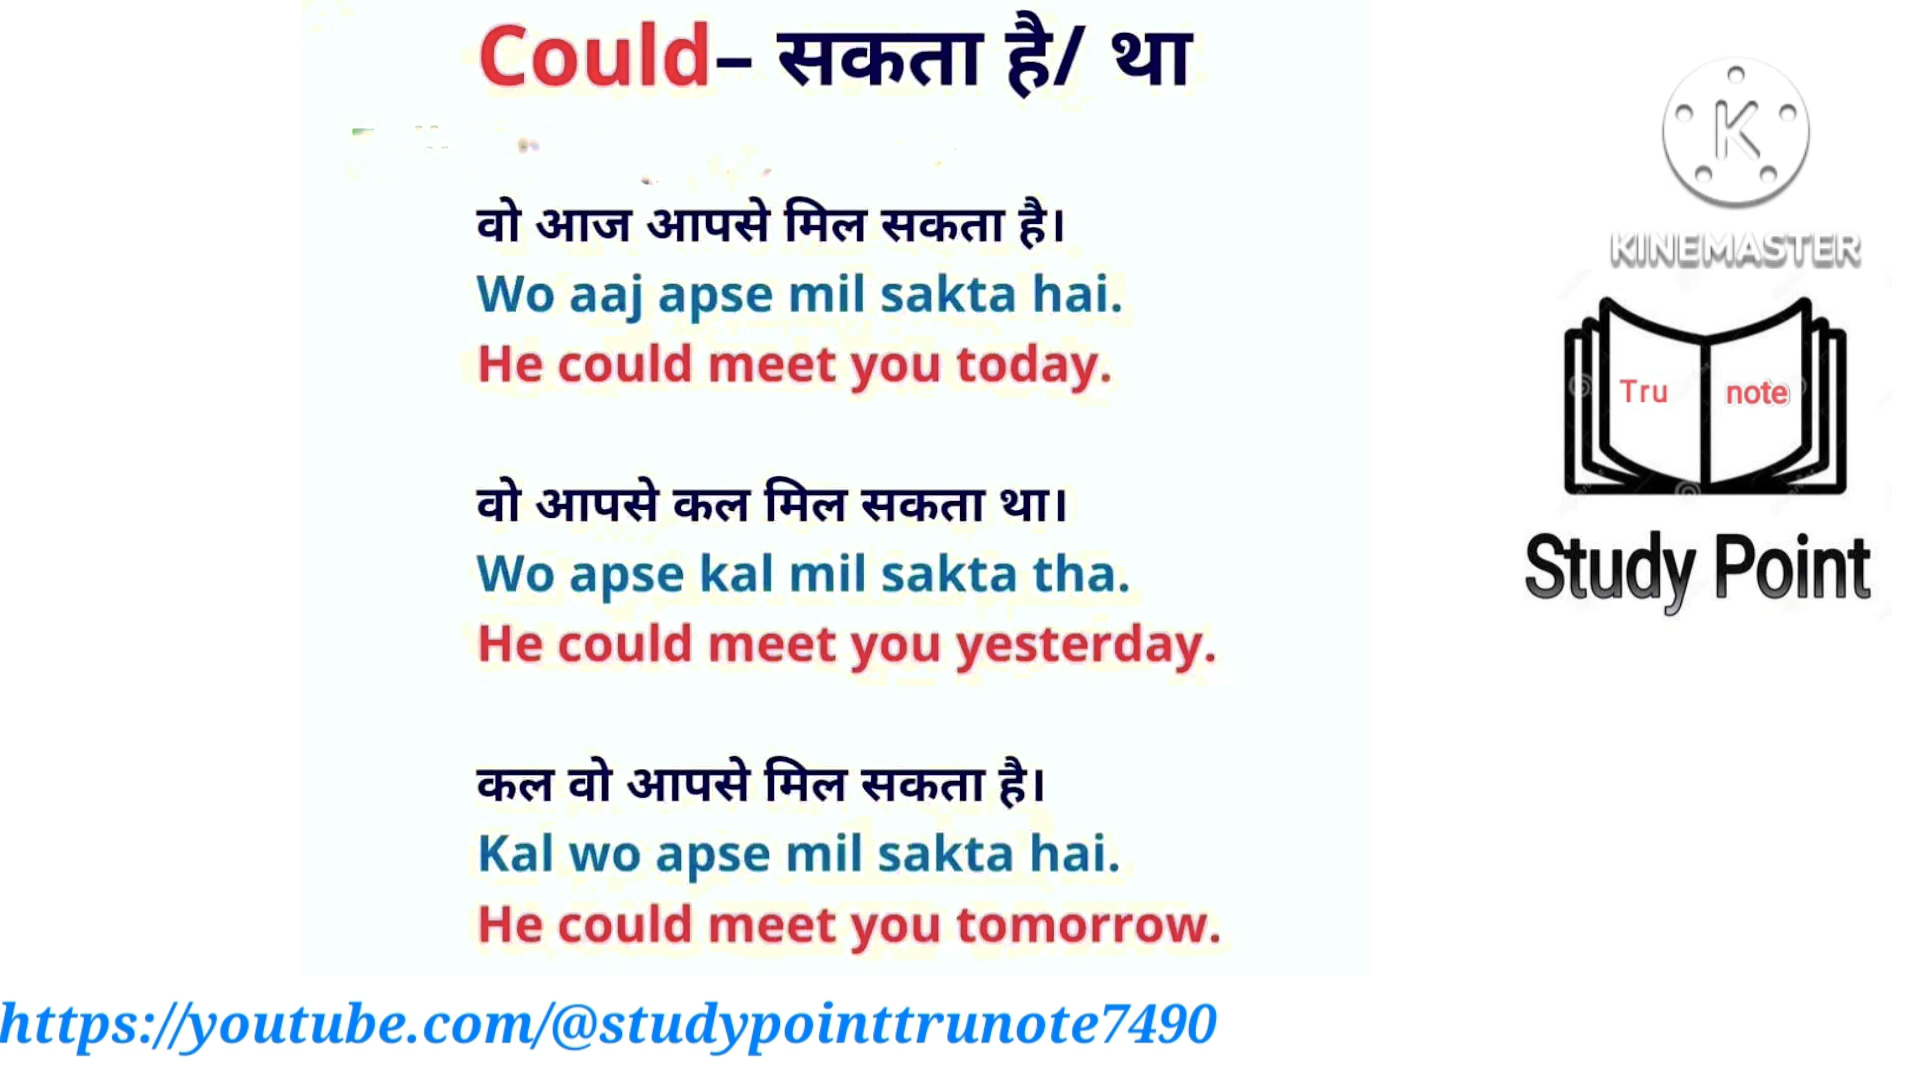 Could– सकता है/ था
वो आज आपसे मिल सकता है।
Wo aaj apse mil sakta hai.
He could meet you today.
वो आपसे कल मिल सकता था।
Wo apse kal mil sakta tha.
He could meet you yesterday.
कल वो आपसे मिल सकता है।
Kal wo apse mil sakta hai.
He could meet you tomorrow.
https://youtube.com/@studypointtrunote7490
K
KINEMASTER
Tru note
Study Point